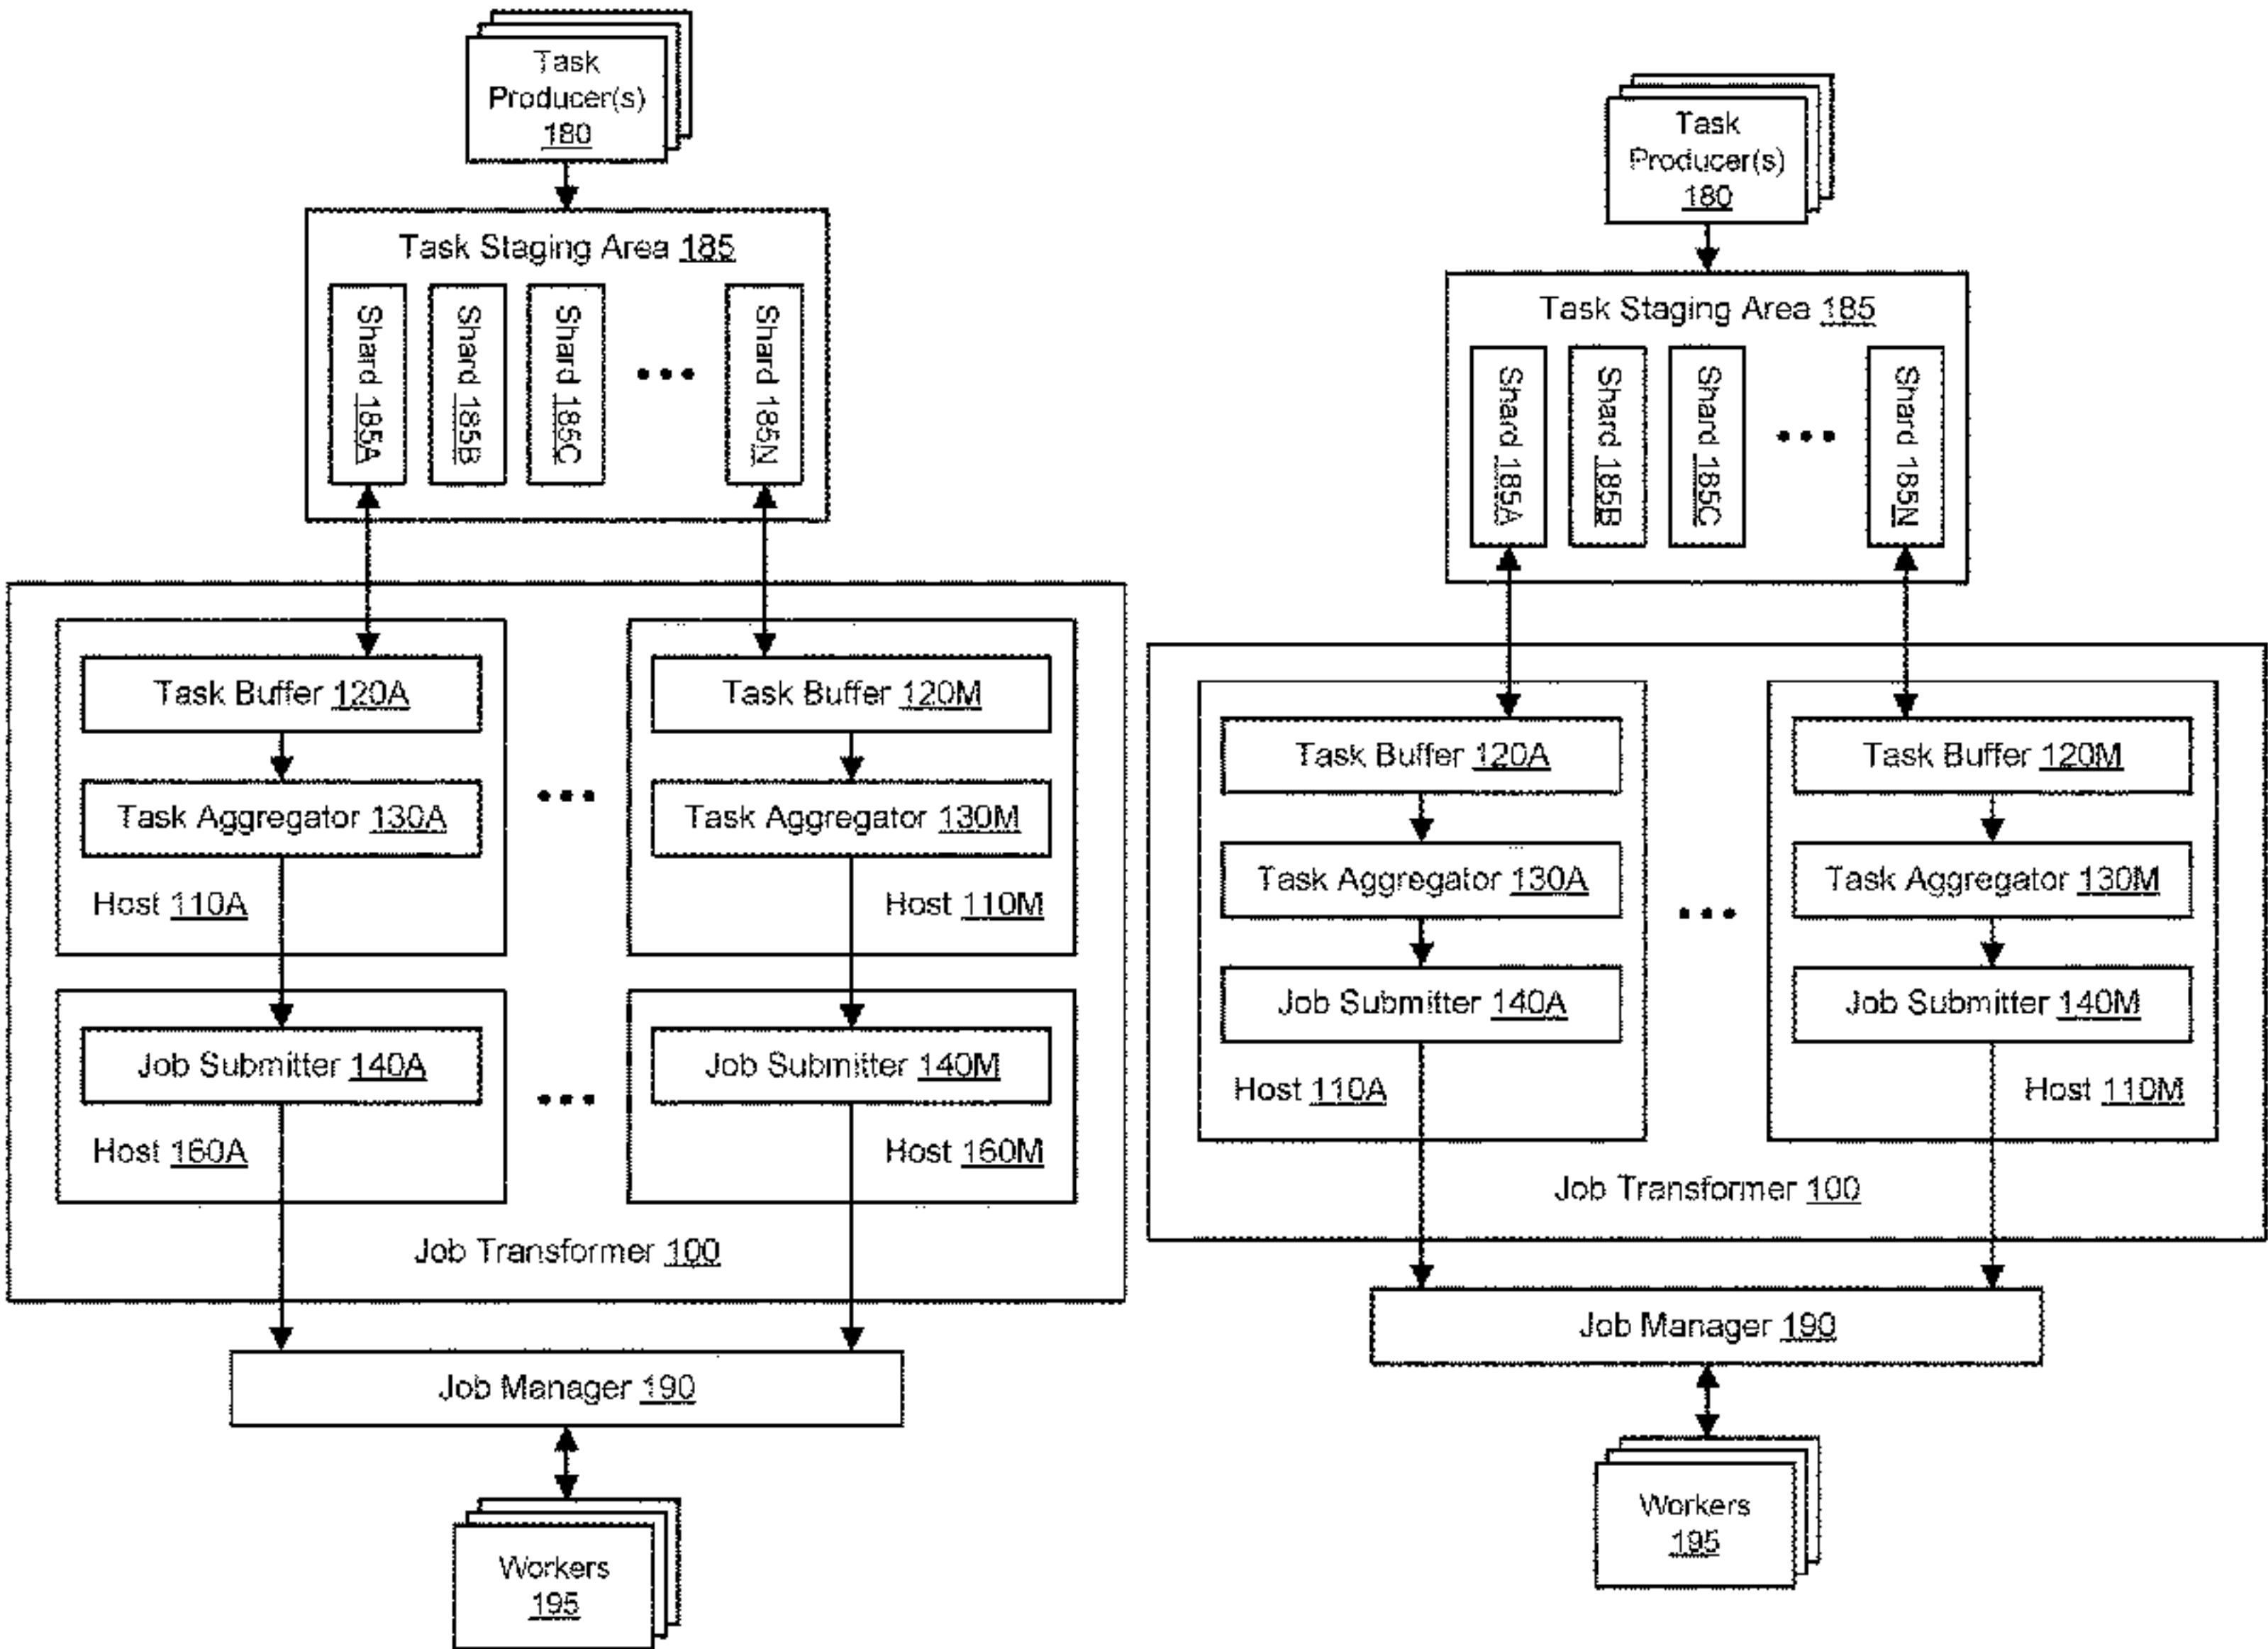 Task
Producer(s)
180
Task Staging Area 185
Shard 185A
Shard 185B
Shard 185C
•••
Shard 185N
Task Buffer 120A
Task Aggregator 130A
Host 110A
•••
Task Buffer 120M
Task Aggregator 130M
Host 110M
Job Submitter 140A
Host 160A
•••
Job Submitter 140M
Host 160M
Job Transformer 100
Job Manager 190
Workers
195
Task
Producer(s)
180
Task Staging Area 185
Shard 185A
Shard 185B
Shard 185C
•••
Shard 185N
Task Buffer 120A
Task Aggregator 130A
Job Submitter 140A
Host 110A
•••
Task Buffer 120M
Task Aggregator 130M
Job Submitter 140M
Host 110M
Job Transformer 100
Job Manager 190
Workers
195